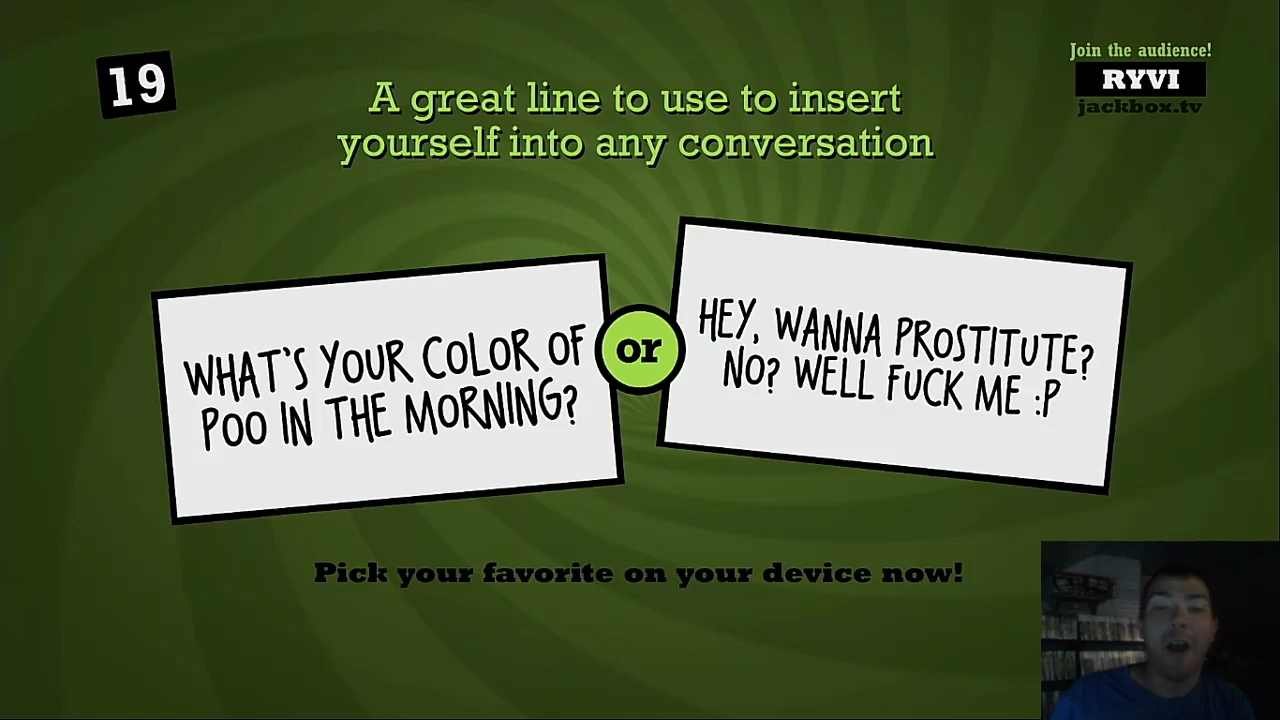 19
A great line to use to insert
yourself into any conversation
Join the audience!
RYVI
jackbox.tv
WHAT'S YOUR COLOR OF
POO IN THE MORNING?
or
HEY, WANNA PROSTITUTE?
NO? WELL FUCK ME :P
Pick your favorite on your device now!